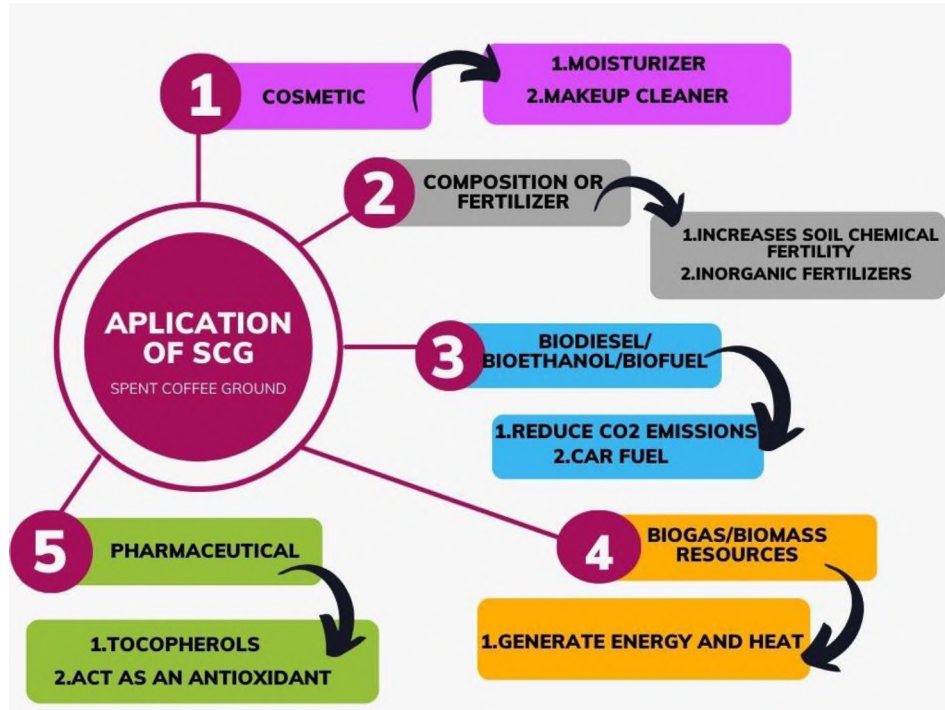 APLICATION
OF SCG
SPENT COFFEE GROUND
1
COSMETIC
1.MOISTURIZER
2.MAKEUP CLEANER
2
COMPOSITION OR
FERTILIZER
1.INCREASES SOIL CHEMICAL
FERTILITY
2.INORGANIC FERTILIZERS
3
BIODIESEL/
BIOETHANOL/BIOFUEL
1.REDUCE CO2 EMISSIONS
2.CAR FUEL
4
BIOGAS/BIOMASS
RESOURCES
1.GENERATE ENERGY AND HEAT
5
PHARMACEUTICAL
1.TOCOPHEROLS
2.ACT AS AN ANTIOXIDANT